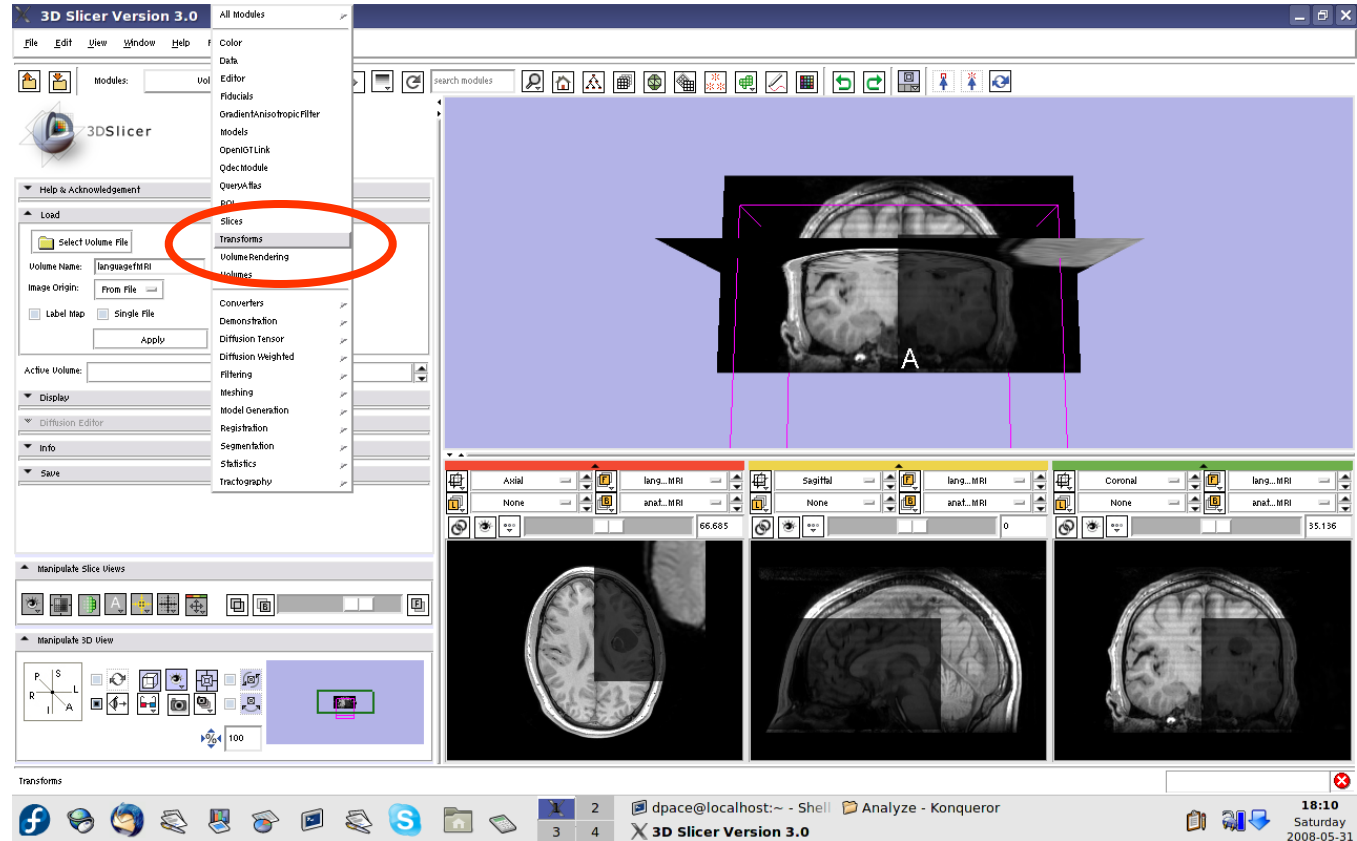 3D Slicer Version 3.0
File Edit View Window Help
Modules:
search modules
3DSlicer
Help & Acknowledgement
Load
Select Volume File
Volume Name: languagefMRI
Image Origin: From File
Label Map Single File
Apply
Active Volume:
Display
Diffusion Editor
Info
Save
All Modules
Color
Data
Editor
Fiducials
GradientAnisotropicFilter
Models
OpenIGTLink
QdecModule
QueryAtlas
ROI
Slices
Transforms
VolumeRendering
Volumes
Converters
Demonstration
Diffusion Tensor
Diffusion Weighted
Filtering
Meshing
Model Generation
Registration
Segmentation
Statistics
Tractography
A
Axial lang...MRI
None anat...MRI
66.685
Sagittal lang...MRI
None anat...MRI
0
Coronal lang...MRI
None anat...MRI
35.136
Manipulate Slice Views
Manipulate 3D View
P S
R L
I A
% 100
Transforms
1 2
3 4
dpace@localhost:~ - Shell
Analyze - Konqueror
3D Slicer Version 3.0
18:10
Saturday
2008-05-31